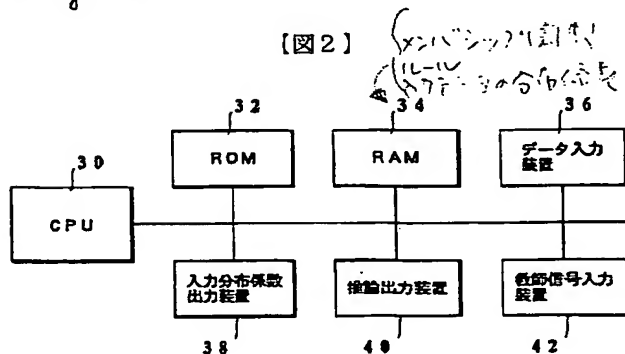 【図２】
メンバシップ関数
ルール
32
34
36
30
ROM
RAM
データ入力
装置
CPU
入力分布係数
出力装置
推論出力装置
教師信号入力
装置
38
40
42